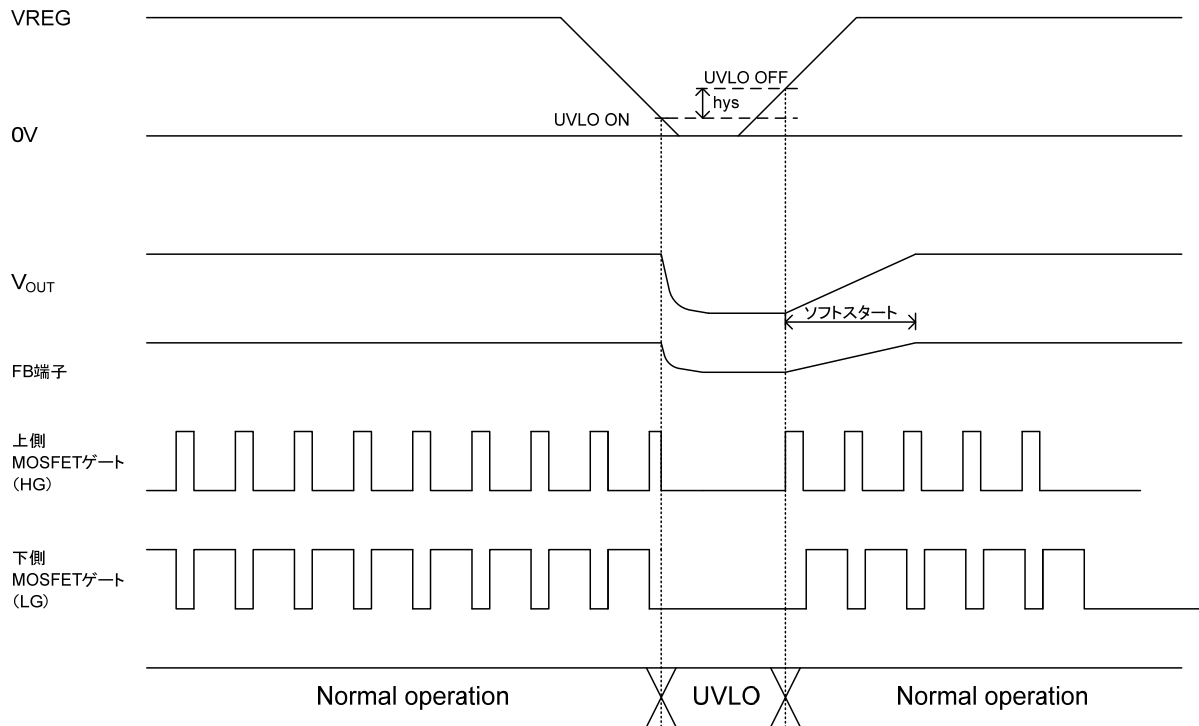 VREG
UVLO OFF
hys
UVLO ON
0V
VOUT
ソフトスタート
FB端子
上側
MOSFETゲート
(HG)
下側
MOSFETゲート
(LG)
Normal operation
UVLO
Normal operation